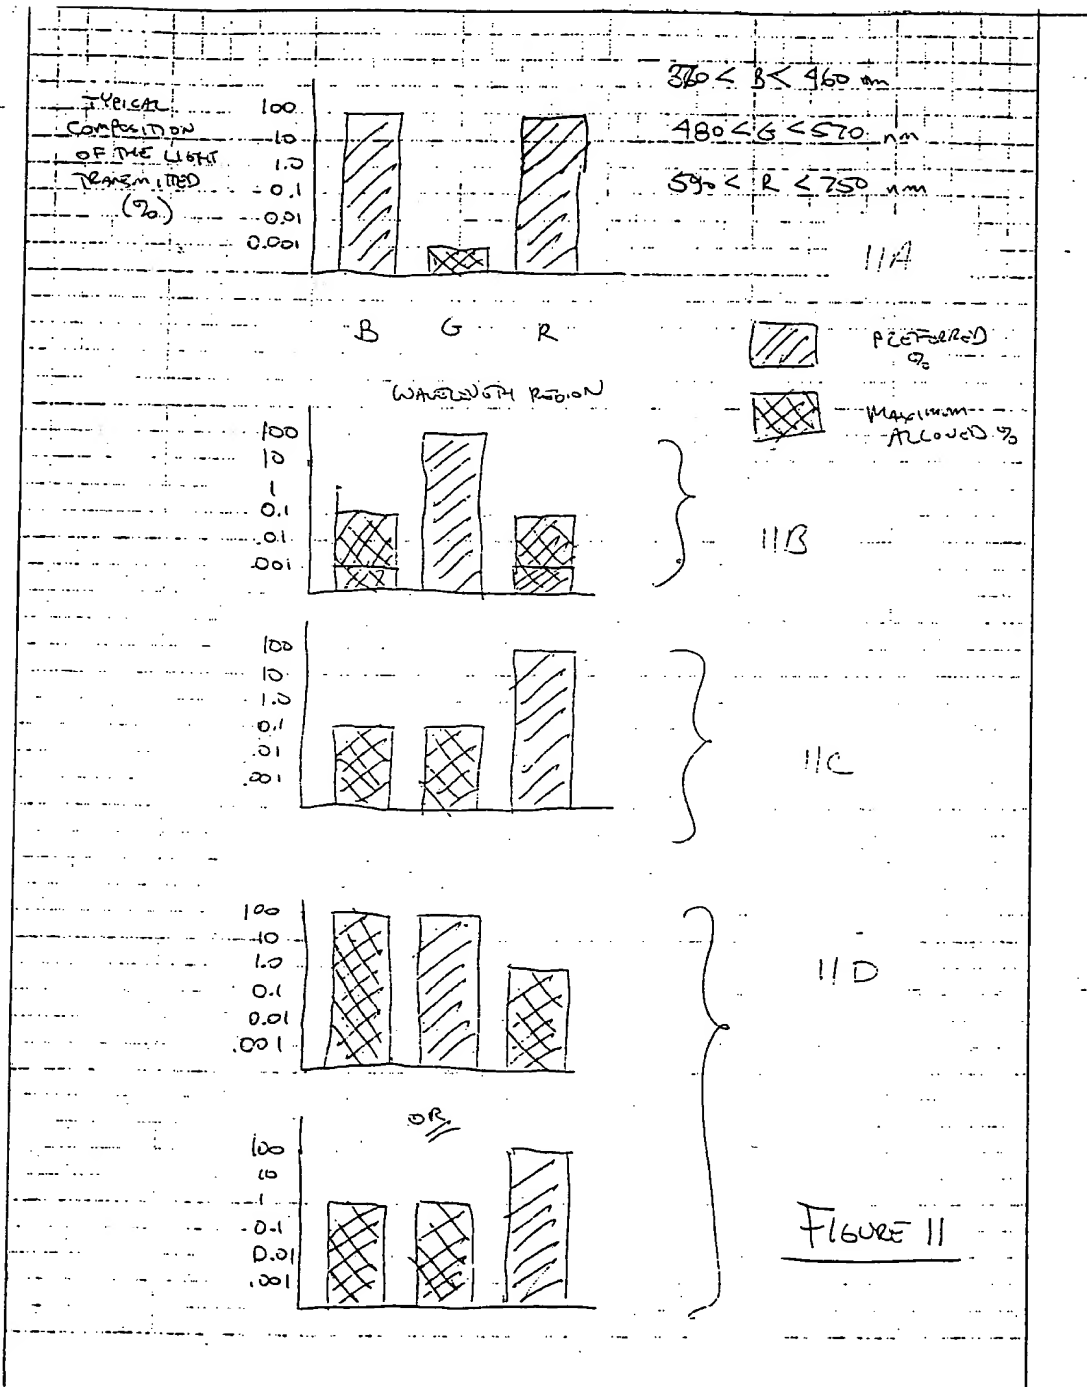 TYPICAL
COMPOSITION
OF THE LIGHT
TRANSMITTED
(%)
100
10
1.0
0.1
0.01
0.001
360 < B < 460 nm
480 < G < 570 nm
590 < R < 750 nm
11A
B G R
WAVELENGTH REGION
PREFERRED
%
MAXIMUM
ALLOWED %
100
10
1
0.1
.01
.001
11B
100
10
1.0
0.1
.01
.001
11C
100
10
1.0
0.1
0.01
.001
11D
OR
100
10
1
0.1
0.01
.001
FIGURE 11